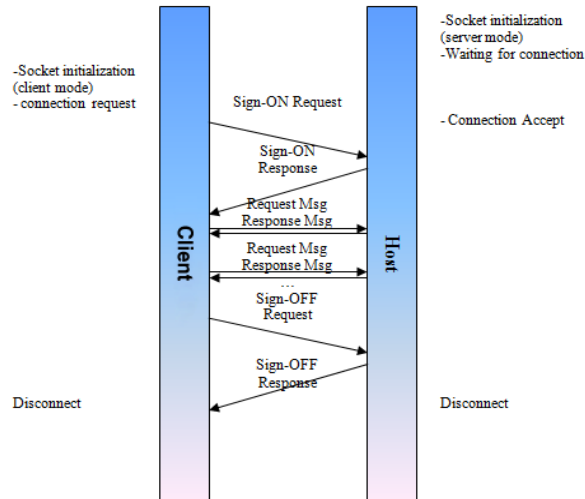 -Socket initialization
(server mode)
-Waiting for connection
-Socket initialization
(client mode)
- connection request
Sign-ON Request
- Connection Accept
Sign-ON
Response
Request Msg
Response Msg
Client
Host
Request Msg
Response Msg
...
Sign-OFF
Request
Sign-OFF
Response
Disconnect
Disconnect